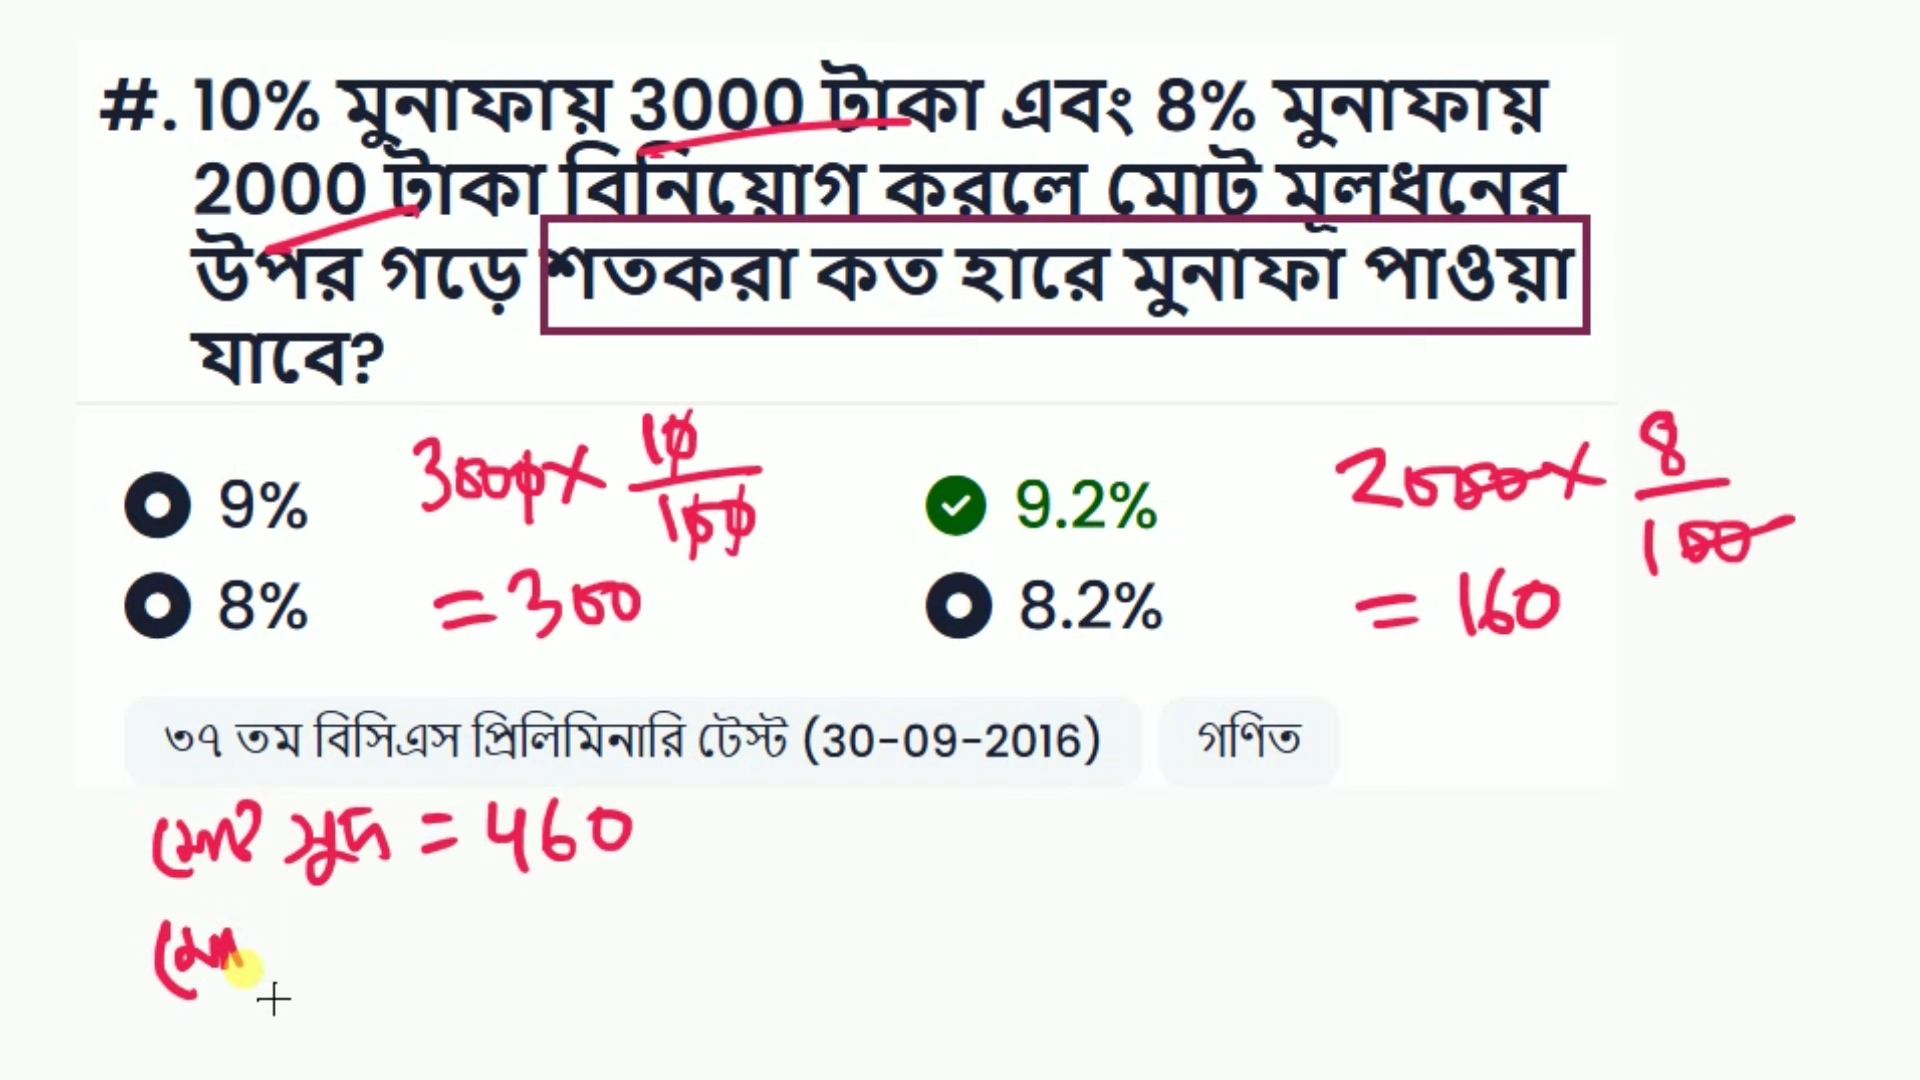 #. 10% মুনাফায় 3000 টাকা এবং 8% মুনাফায়
2000 টাকা বিনিয়োগ করলে মোট মূলধনের
উপর গড়ে শতকরা কত হারে মুনাফা পাওয়া
যাবে?
9%
3000 × 10/100
9.2%
2000 × 8/100
8%
= 300
8.2%
= 160
৩৭ তম বিসিএস প্রিলিমিনারি টেস্ট (30-09-2016)
গণিত
মোট সুদ = 460